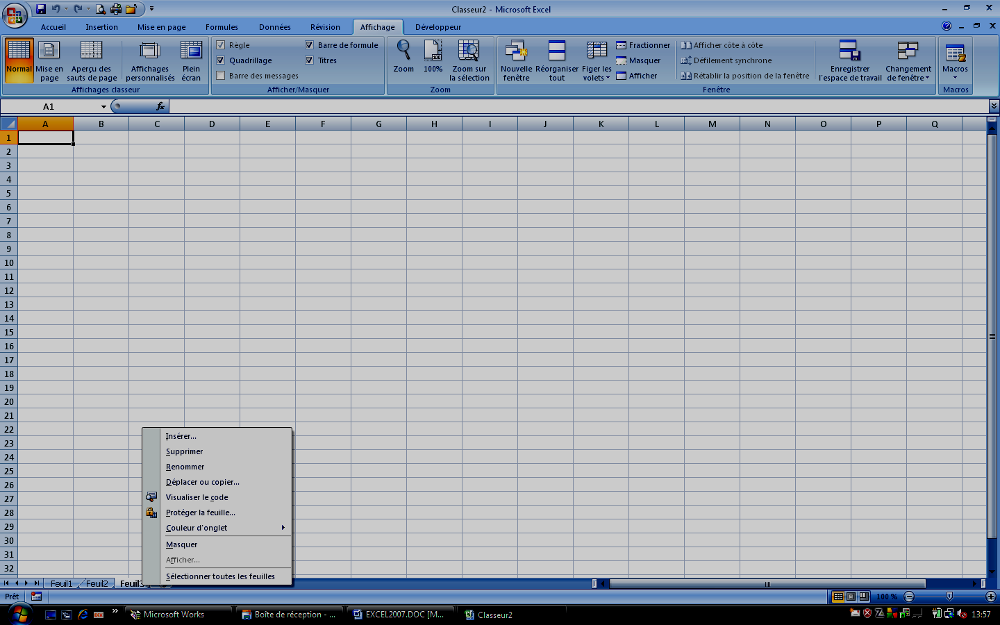 Classeur2 - Microsoft Excel
Accueil Insertion Mise en page Formules Données Révision Affichage Développeur
Normal Mise en page Aperçu des sauts de page Affichages personnalisés Plein écran
Affichages classeur
Règle Barre de formule
Quadrillage Titres
Barre des messages
Afficher/Masquer
Zoom 100% Zoom sur la sélection
Zoom
Nouvelle fenêtre Réorganiser tout Figer les volets
Fractionner
Masquer
Afficher
Afficher côte à côte
Défilement synchrone
Rétablir la position de la fenêtre
Enregistrer l'espace de travail Changement de fenêtre
Fenêtre
Macros
Macros
A1 fx
A B C D E F G H I J K L M N O P Q
1
2
3
4
5
6
7
8
9
10
11
12
13
14
15
16
17
18
19
20
21
22
23
24
25
26
27
28
29
30
31
32
Insérer...
Supprimer
Renommer
Déplacer ou copier...
Visualiser le code
Protéger la feuille...
Couleur d'onglet
Masquer
Afficher...
Sélectionner toutes les feuilles
Feuil1 Feuil2 Feuil3
Prêt 100 %
Microsoft Works Boîte de réception - ... EXCEL2007.DOC [M... Classeur2 13:57